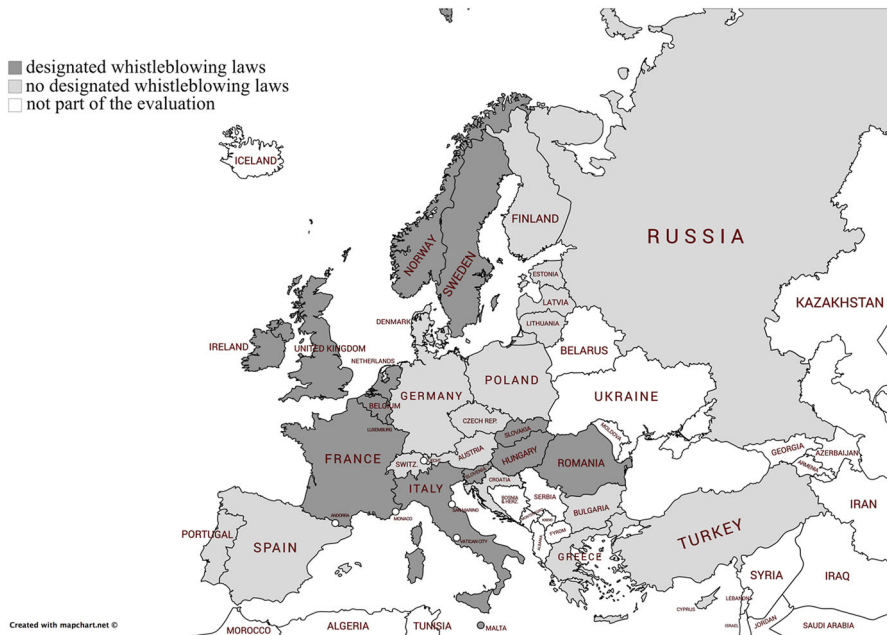 designated whistleblowing laws
no designated whistleblowing laws
not part of the evaluation
ICELAND
NORWAY
SWEDEN
FINLAND
RUSSIA
ESTONIA
LATVIA
LITHUANIA
KAZAKHSTAN
DENMARK
IRELAND
UNITED KINGDOM
NETHERLANDS
BELARUS
BELGIUM
GERMANY
POLAND
UKRAINE
LUXEMBURG
CZECH REP.
SLOVAKIA
MOLDOVA
FRANCE
SWITZ.
AUSTRIA
HUNGARY
ROMANIA
GEORGIA
AZERBAIJAN
ARMENIA
ITALY
SLOVENIA
CROATIA
BOSNIA
& HERZ.
SERBIA
BULGARIA
ANDORRA
MONACO
SAN MARINO
VATICAN CITY
FYROM
ALBANIA
GREECE
TURKEY
IRAN
PORTUGAL
SPAIN
SYRIA
IRAQ
LEBANON
CYPRUS
ISRAEL
JORDAN
SAUDI ARABIA
MALTA
MOROCCO
ALGERIA
TUNISIA
Created with mapchart.net ©